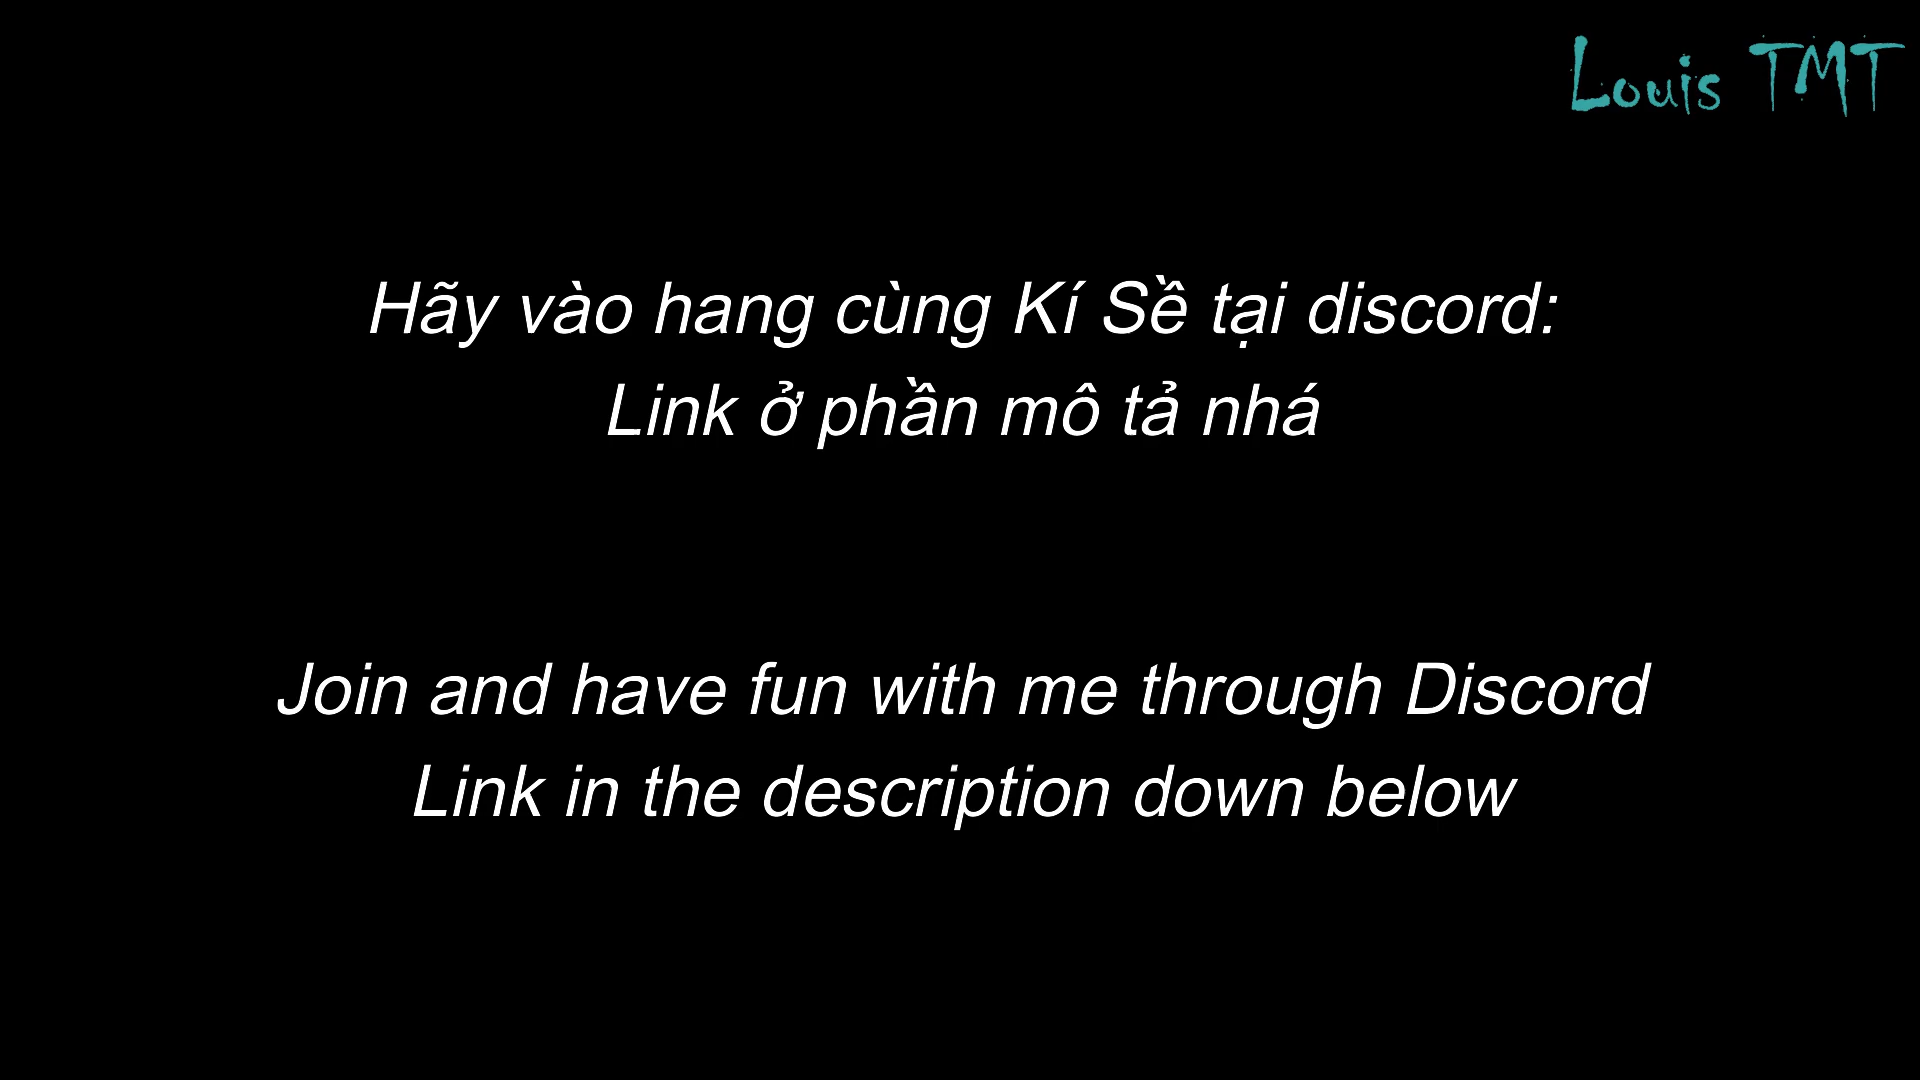 Louis TMT
Hãy vào hang cùng Kí Sề tại discord:
Link ở phần mô tả nhá
Join and have fun with me through Discord
Link in the description down below